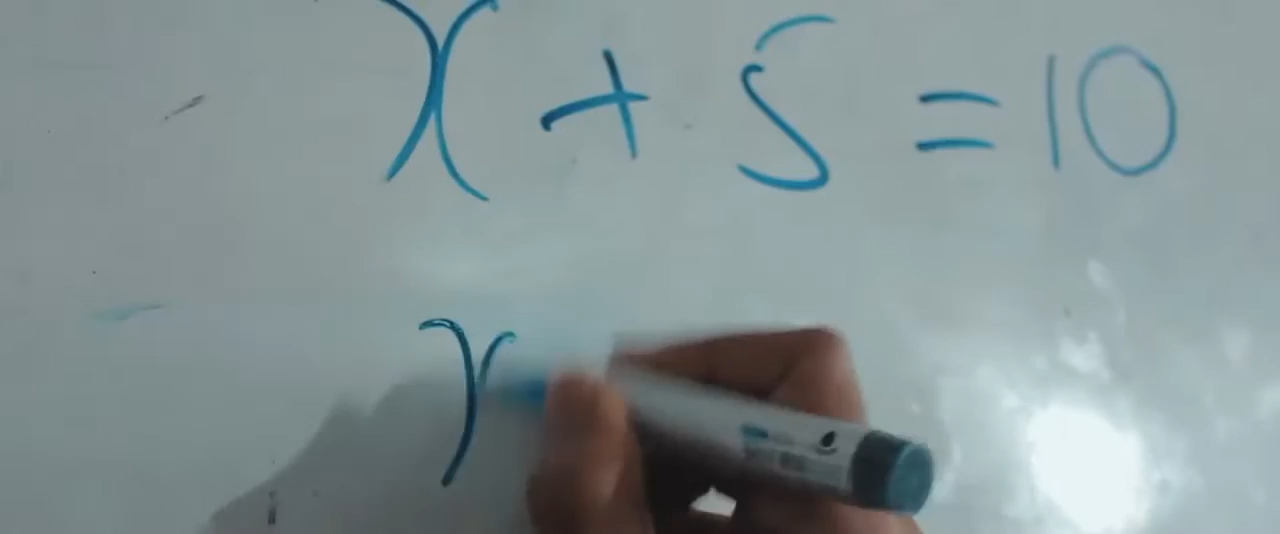 x + 5 = 10
x